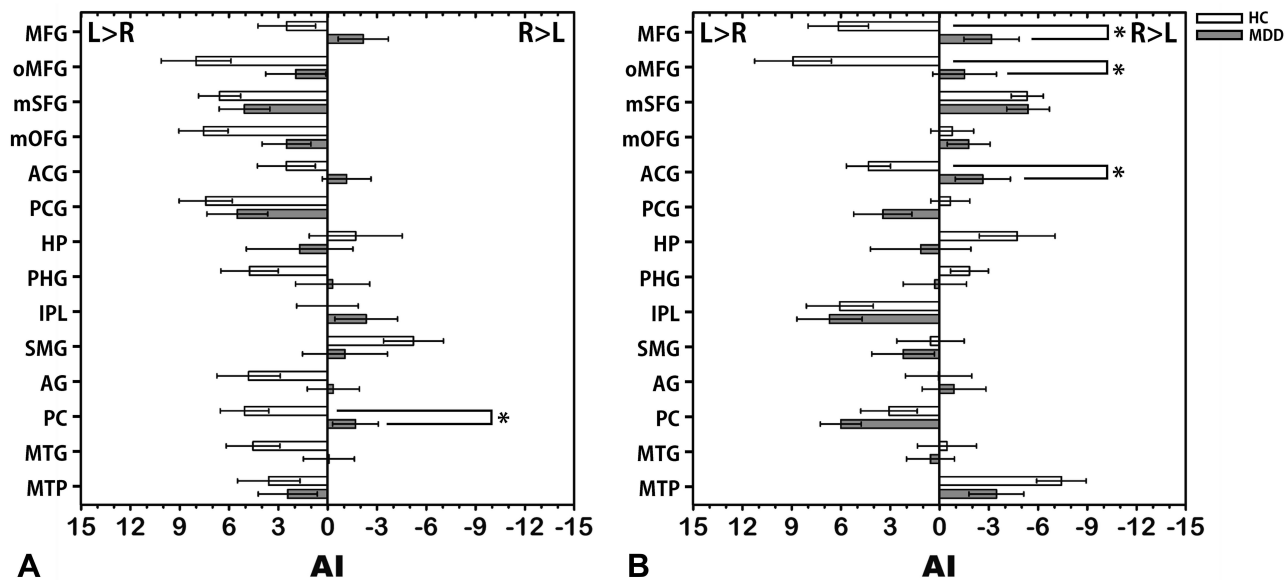 L>R R>L
MFG *
oMFG
mSFG
mOFG
ACG
PCG
HP
PHG
IPL
SMG
AG
PC *
MTG
MTP
15 12 9 6 3 0 -3 -6 -9 -12 -15
A AI
HC
MDD
L>R R>L
MFG *
oMFG *
mSFG
mOFG
ACG *
PCG
HP
PHG
IPL
SMG
AG
PC
MTG
MTP
15 12 9 6 3 0 -3 -6 -9 -12 -15
B AI